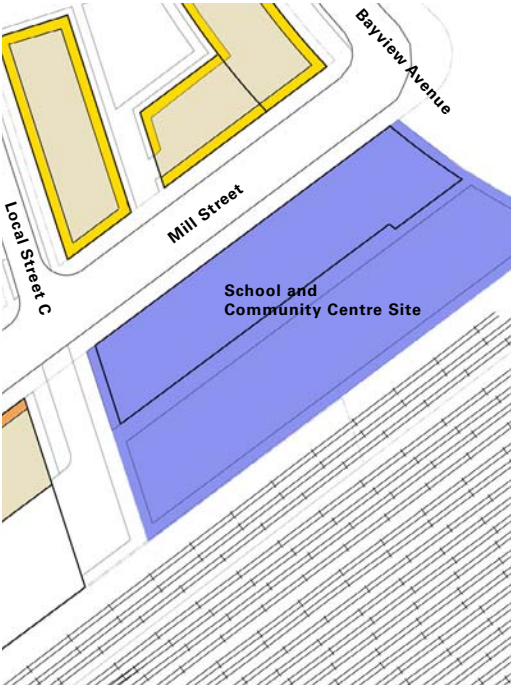 Bayview Avenue
Mill Street
Local Street C
School and
Community Centre Site